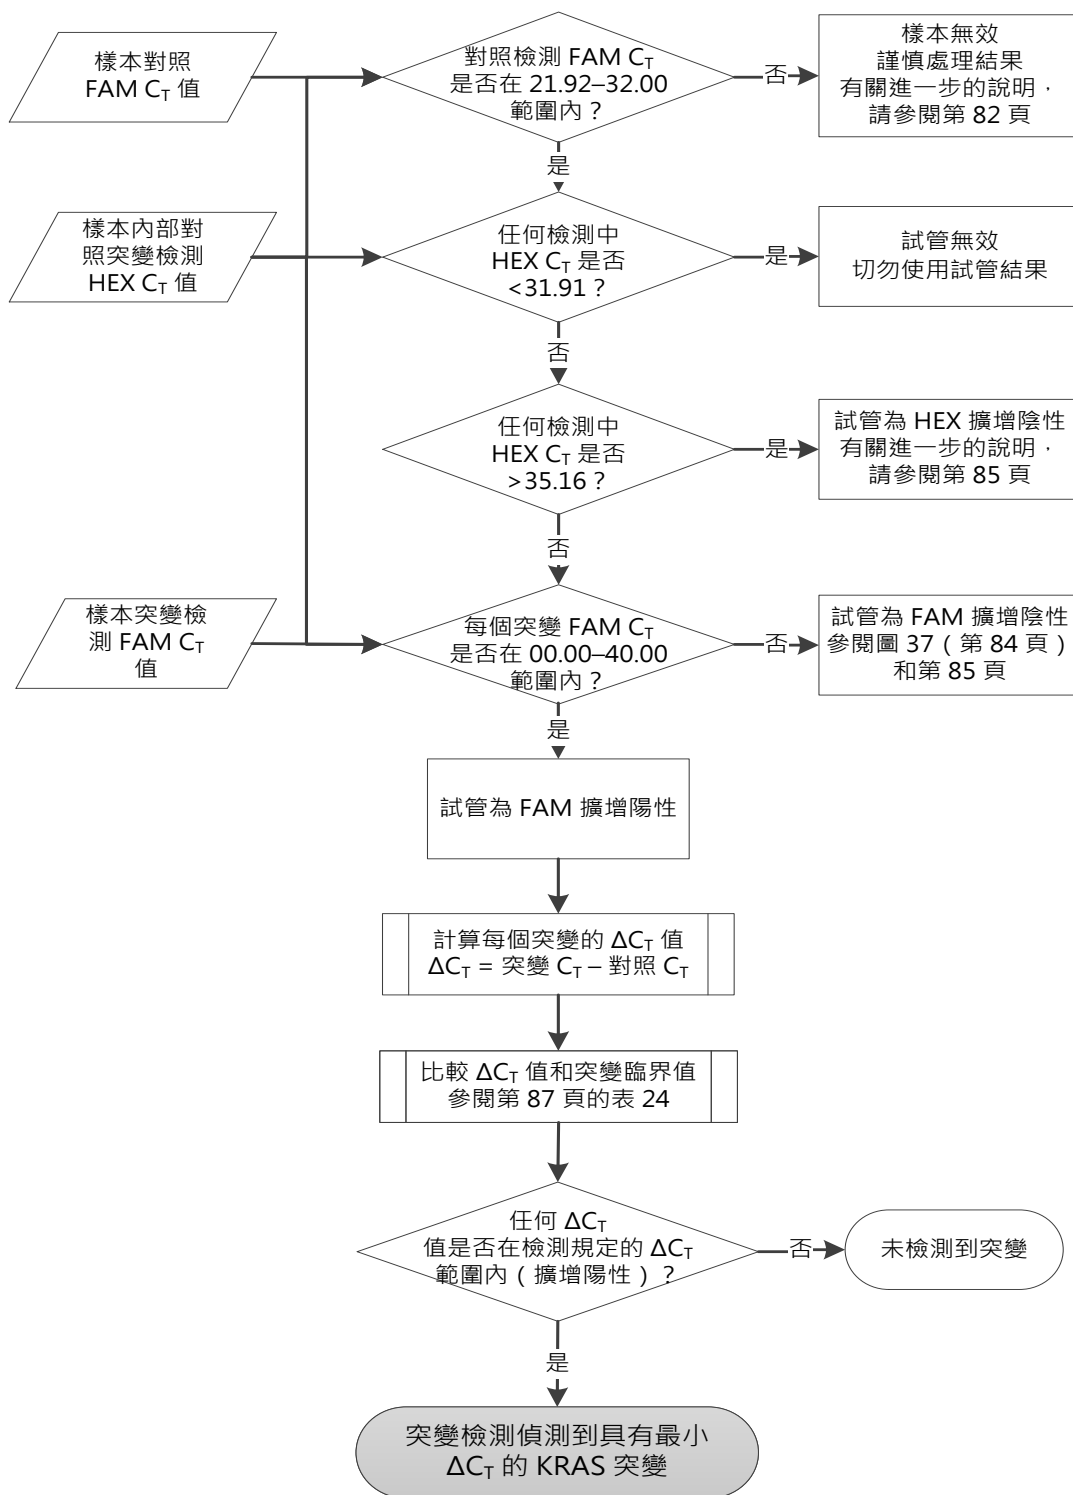 樣本對照
FAM CT 值
對照檢測 FAM CT
是否在 21.92–32.00
範圍內？
否
樣本無效
謹慎處理結果
有關進一步的說明，
請參閱第 82 頁
是
樣本內部對
照突變檢測
HEX CT 值
任何檢測中
HEX CT 是否
<31.91？
是
試管無效
切勿使用試管結果
否
任何檢測中
HEX CT 是否
>35.16？
是
試管為 HEX 擴增陰性
有關進一步的說明，
請參閱第 85 頁
否
樣本突變檢
測 FAM CT
值
每個突變 FAM CT
是否在 00.00–40.00
範圍內？
否
試管為 FAM 擴增陰性
參閱圖 37（第 84 頁）
和第 85 頁
是
試管為 FAM 擴增陽性
計算每個突變的 ΔCT 值
ΔCT = 突變 CT – 對照 CT
比較 ΔCT 值和突變臨界值
參閱第 87 頁的表 24
任何 ΔCT
值是否在檢測規定的 ΔCT
範圍內（擴增陽性）？
否
未檢測到突變
是
突變檢測偵測到具有最小
ΔCT 的 KRAS 突變